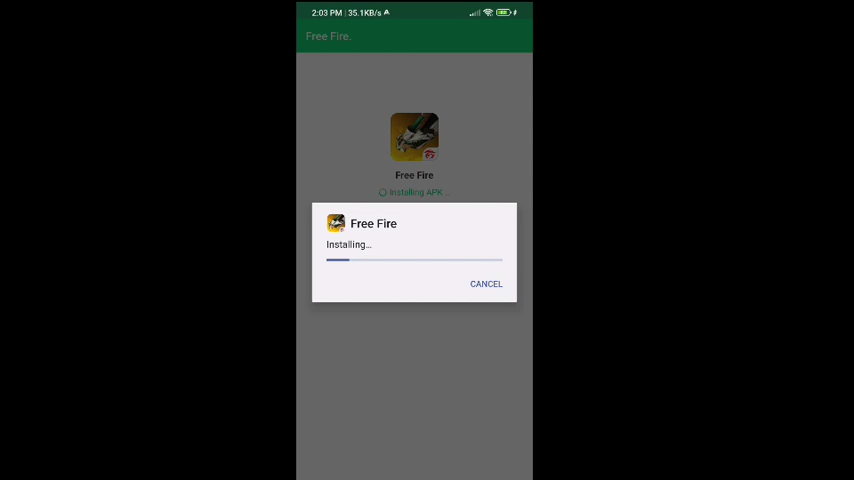 2:03 PM | 35.1KB/s
Free Fire.
Free Fire
Installing APK ...
Free Fire
Installing...
CANCEL